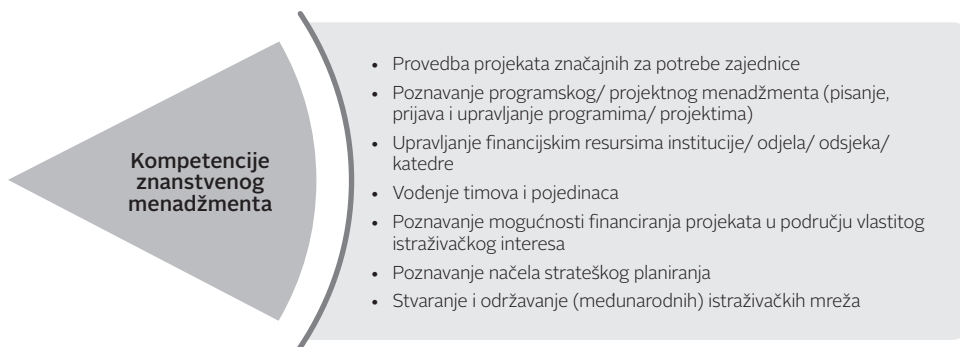 Kompetencije
znanstvenog
menadžmenta
• Provedba projekata značajnih za potrebe zajednice
• Poznavanje programskog/ projektnog menadžmenta (pisanje,
prijava i upravljanje programima/ projektima)
• Upravljanje financijskim resursima institucije/ odjela/ odsjeka/
katedre
• Vođenje timova i pojedinaca
• Poznavanje mogućnosti financiranja projekata u području vlastitog
istraživačkog interesa
• Poznavanje načela strateškog planiranja
• Stvaranje i održavanje (međunarodnih) istraživačkih mreža